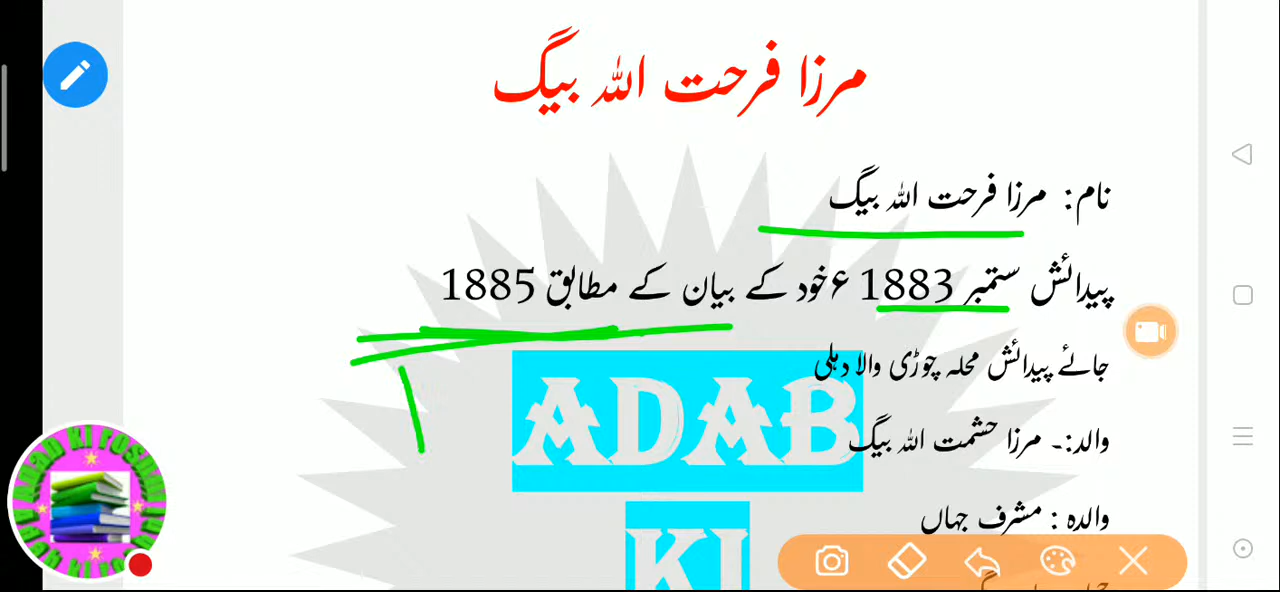 مرزا فرحت اللہ بیگ
نام: مرزا فرحت اللہ بیگ
پیدائش ستمبر 1883 ء خود کے بیان کے مطابق 1885
جائے پیدائش محلہ چوڑی والا دہلی
والد:۔ مرزا حشمت اللہ بیگ
والدہ : مشرف جہاں
ADAB
KI